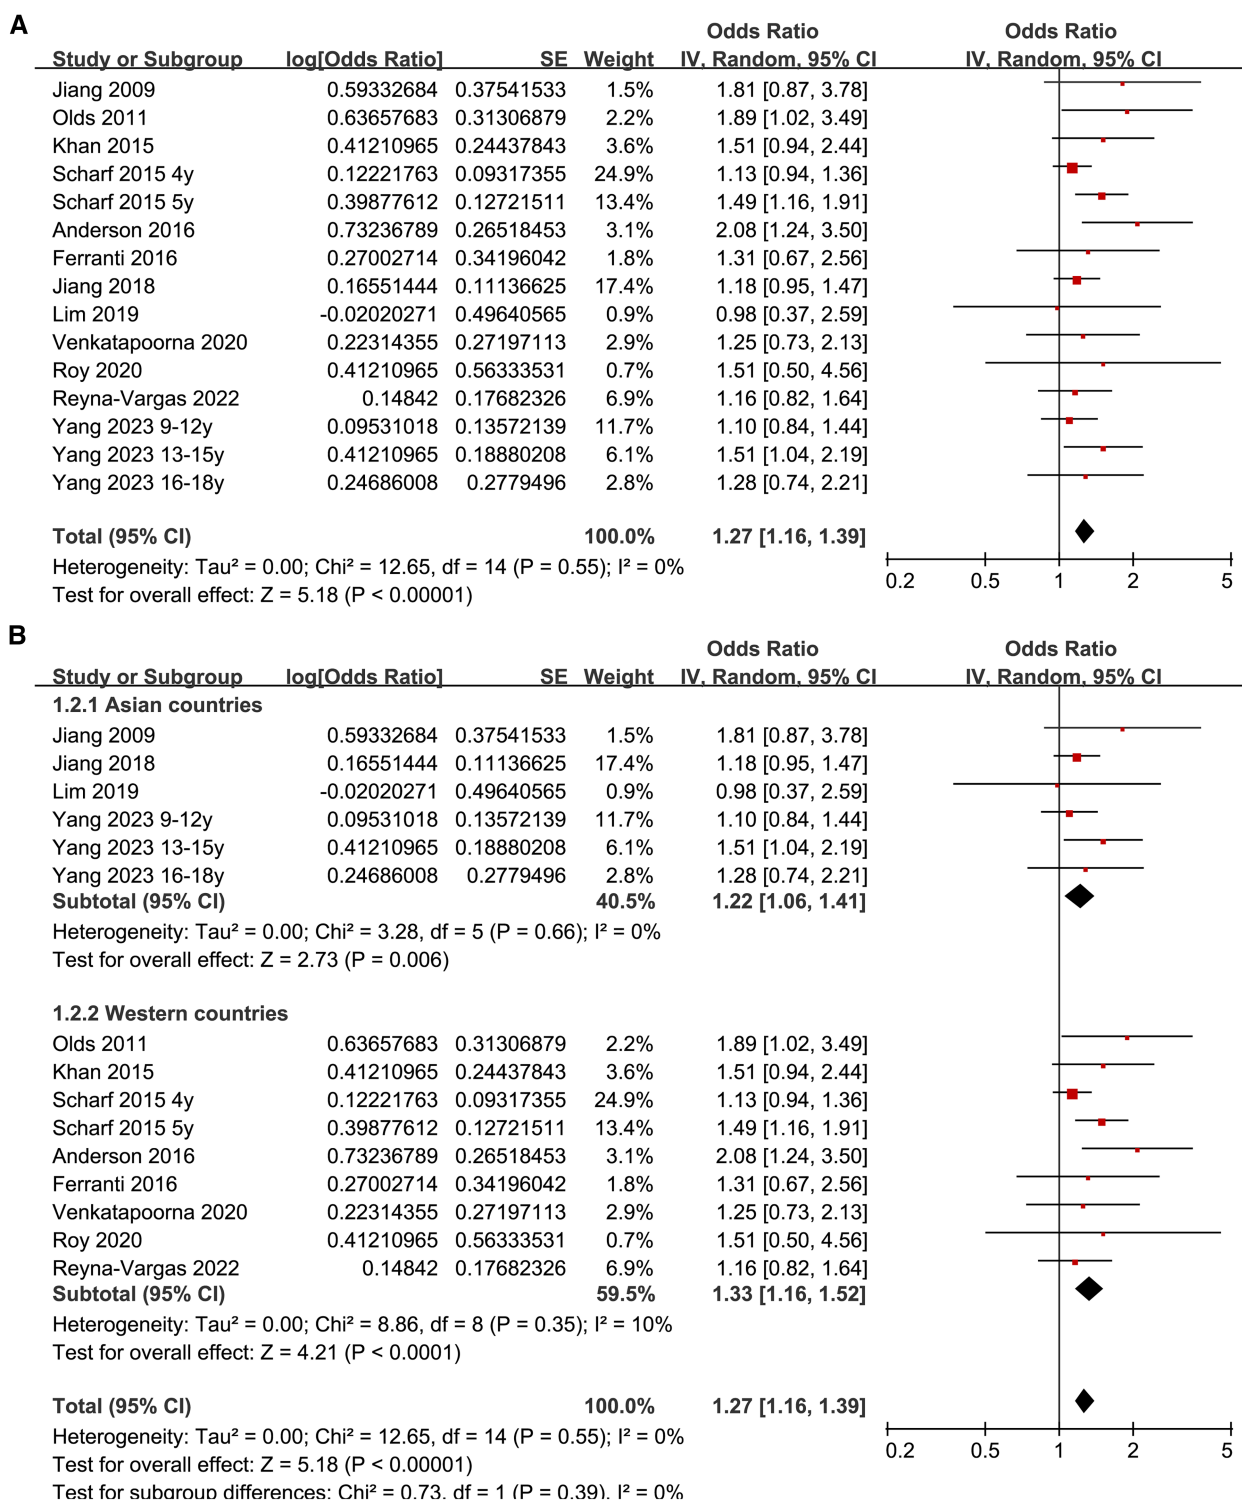 A
Odds Ratio Odds Ratio
Study or Subgroup log[Odds Ratio] SE Weight IV, Random, 95% CI IV, Random, 95% CI
Jiang 2009 0.59332684 0.37541533 1.5% 1.81 [0.87, 3.78]
Olds 2011 0.63657683 0.31306879 2.2% 1.89 [1.02, 3.49]
Khan 2015 0.41210965 0.24437843 3.6% 1.51 [0.94, 2.44]
Scharf 2015 4y 0.12221763 0.09317355 24.9% 1.13 [0.94, 1.36]
Scharf 2015 5y 0.39877612 0.12721511 13.4% 1.49 [1.16, 1.91]
Anderson 2016 0.73236789 0.26518453 3.1% 2.08 [1.24, 3.50]
Ferranti 2016 0.27002714 0.34196042 1.8% 1.31 [0.67, 2.56]
Jiang 2018 0.16551444 0.11136625 17.4% 1.18 [0.95, 1.47]
Lim 2019 -0.02020271 0.49640565 0.9% 0.98 [0.37, 2.59]
Venkatapoorna 2020 0.22314355 0.27197113 2.9% 1.25 [0.73, 2.13]
Roy 2020 0.41210965 0.56333531 0.7% 1.51 [0.50, 4.56]
Reyna-Vargas 2022 0.14842 0.17682326 6.9% 1.16 [0.82, 1.64]
Yang 2023 9-12y 0.09531018 0.13572139 11.7% 1.10 [0.84, 1.44]
Yang 2023 13-15y 0.41210965 0.18880208 6.1% 1.51 [1.04, 2.19]
Yang 2023 16-18y 0.24686008 0.2779496 2.8% 1.28 [0.74, 2.21]
Total (95% CI) 100.0% 1.27 [1.16, 1.39]
Heterogeneity: Tau² = 0.00; Chi² = 12.65, df = 14 (P = 0.55); I² = 0%
Test for overall effect: Z = 5.18 (P < 0.00001)
0.2 0.5 1 2 5
B
Odds Ratio Odds Ratio
Study or Subgroup log[Odds Ratio] SE Weight IV, Random, 95% CI IV, Random, 95% CI
1.2.1 Asian countries
Jiang 2009 0.59332684 0.37541533 1.5% 1.81 [0.87, 3.78]
Jiang 2018 0.16551444 0.11136625 17.4% 1.18 [0.95, 1.47]
Lim 2019 -0.02020271 0.49640565 0.9% 0.98 [0.37, 2.59]
Yang 2023 9-12y 0.09531018 0.13572139 11.7% 1.10 [0.84, 1.44]
Yang 2023 13-15y 0.41210965 0.18880208 6.1% 1.51 [1.04, 2.19]
Yang 2023 16-18y 0.24686008 0.2779496 2.8% 1.28 [0.74, 2.21]
Subtotal (95% CI) 40.5% 1.22 [1.06, 1.41]
Heterogeneity: Tau² = 0.00; Chi² = 3.28, df = 5 (P = 0.66); I² = 0%
Test for overall effect: Z = 2.73 (P = 0.006)
1.2.2 Western countries
Olds 2011 0.63657683 0.31306879 2.2% 1.89 [1.02, 3.49]
Khan 2015 0.41210965 0.24437843 3.6% 1.51 [0.94, 2.44]
Scharf 2015 4y 0.12221763 0.09317355 24.9% 1.13 [0.94, 1.36]
Scharf 2015 5y 0.39877612 0.12721511 13.4% 1.49 [1.16, 1.91]
Anderson 2016 0.73236789 0.26518453 3.1% 2.08 [1.24, 3.50]
Ferranti 2016 0.27002714 0.34196042 1.8% 1.31 [0.67, 2.56]
Venkatapoorna 2020 0.22314355 0.27197113 2.9% 1.25 [0.73, 2.13]
Roy 2020 0.41210965 0.56333531 0.7% 1.51 [0.50, 4.56]
Reyna-Vargas 2022 0.14842 0.17682326 6.9% 1.16 [0.82, 1.64]
Subtotal (95% CI) 59.5% 1.33 [1.16, 1.52]
Heterogeneity: Tau² = 0.00; Chi² = 8.86, df = 8 (P = 0.35); I² = 10%
Test for overall effect: Z = 4.21 (P < 0.0001)
Total (95% CI) 100.0% 1.27 [1.16, 1.39]
Heterogeneity: Tau² = 0.00; Chi² = 12.65, df = 14 (P = 0.55); I² = 0%
Test for overall effect: Z = 5.18 (P < 0.00001)
Test for subgroup differences: Chi² = 0.73, df = 1 (P = 0.39), I² = 0%
0.2 0.5 1 2 5